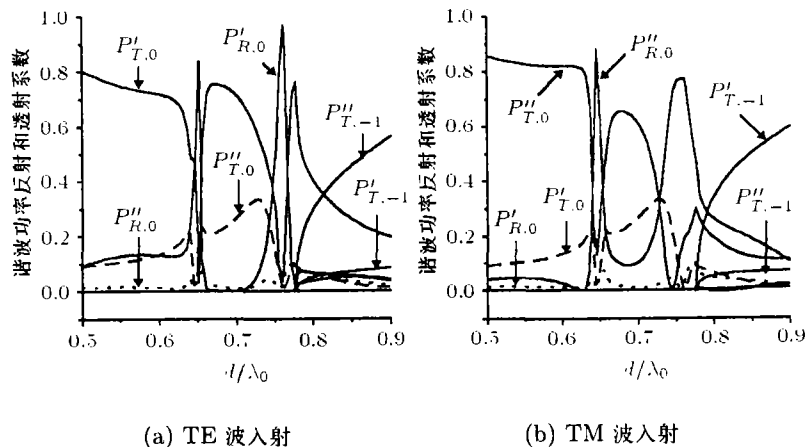 谐波功率反射和透射系数
1.0
0.8
0.6
0.4
0.2
0.0
P'_{T.0}
P'_{R.0}
P''_{T.-1}
P''_{T.0}
P'_{T.-1}
P''_{R.0}
0.5 0.6 0.7 0.8 0.9
d/λ₀
(a) TE 波入射
谐波功率反射和透射系数
1.0
0.8
0.6
0.4
0.2
0.0
P''_{R.0}
P''_{T.0}
P'_{T.-1}
P'_{R.0}
P'_{T.0}
P''_{T.-1}
0.5 0.6 0.7 0.8 0.9
d/λ₀
(b) TM 波入射